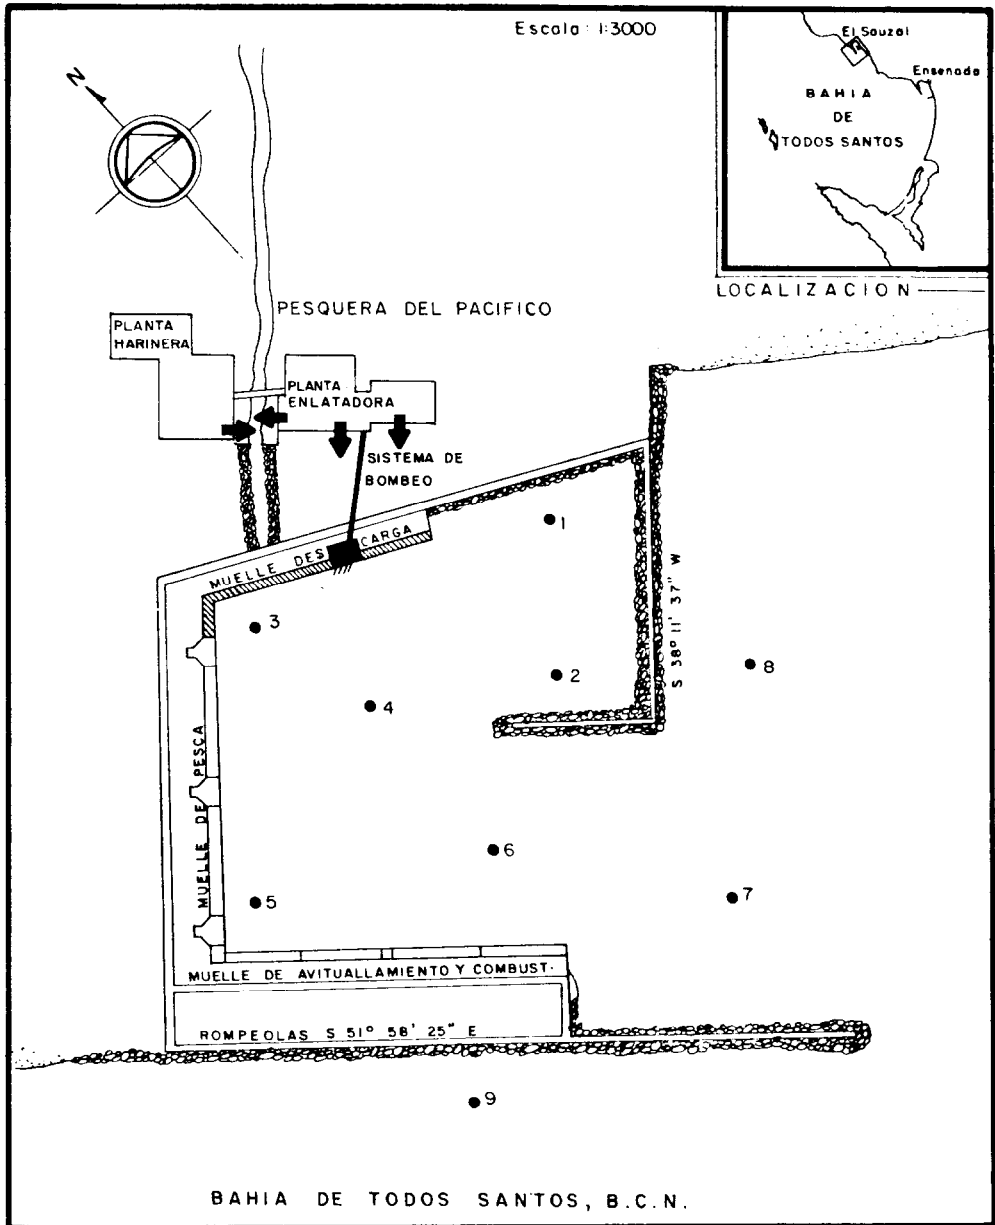 Escala 1:3000
El Sauzal
Ensenada
BAHIA
DE
TODOS SANTOS
LOCALIZACION
N
PESQUERA DEL PACIFICO
PLANTA
HARINERA
PLANTA
ENLATADORA
SISTEMA DE
BOMBEO
MUELLE DESCARGA
1
S 38° 11' 37" W
3
2
8
4
MUELLE DE PESCA
6
5
7
MUELLE DE AVITUALLAMIENTO Y COMBUST.
ROMPEOLAS S 51° 58' 25" E
9
BAHIA DE TODOS SANTOS, B.C.N.